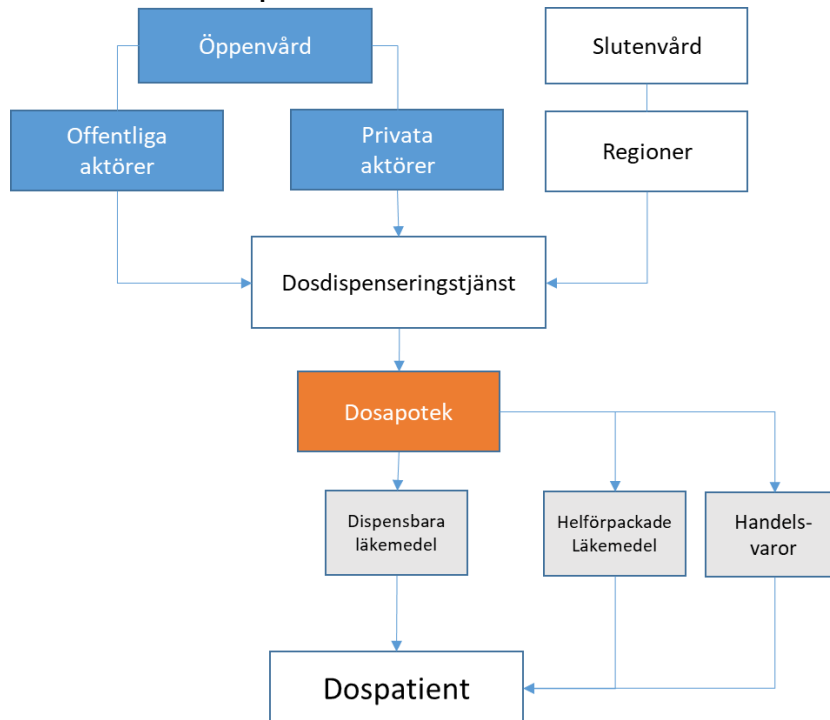 Öppenvård
Slutenvård
Offentliga
aktörer
Privata
aktörer
Regioner
Dosdispenseringstjänst
Dosapotek
Dispensbara
läkemedel
Helförpackade
Läkemedel
Handels-
varor
Dospatient